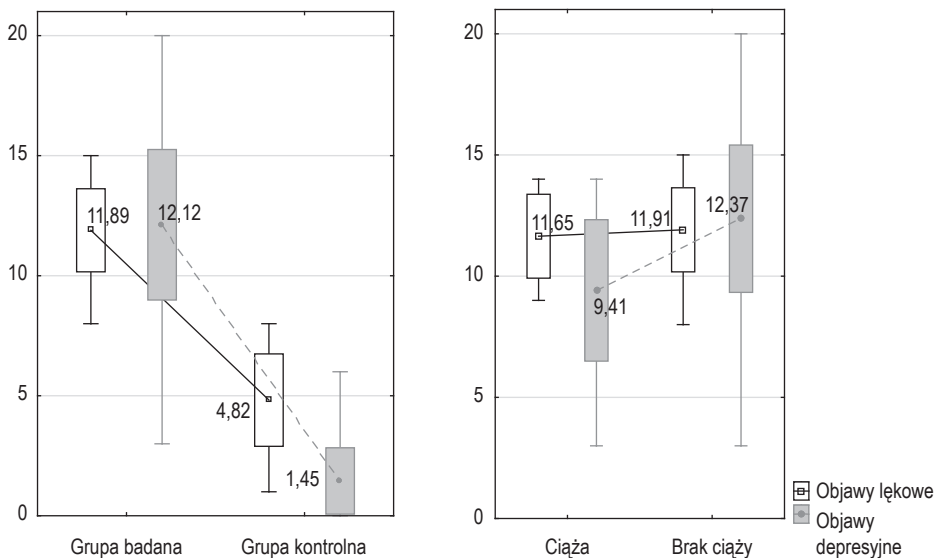 20
15
10
5
0
11,89
12,12
4,82
1,45
Grupa badana
Grupa kontrolna
20
15
10
5
0
11,65
11,91
12,37
9,41
Ciąża
Brak ciąży
Objawy lękowe
Objawy
depresyjne